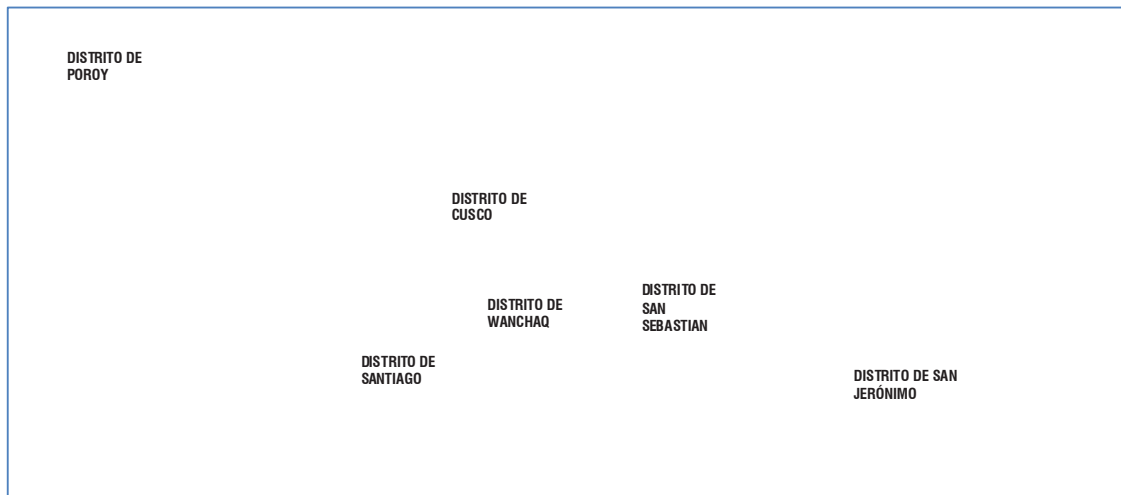 DISTRITO DE
POROY
DISTRITO DE
CUSCO
DISTRITO DE
SAN
SEBASTIAN
DISTRITO DE
WANCHAQ
DISTRITO DE
SANTIAGO
DISTRITO DE SAN
JERÓNIMO